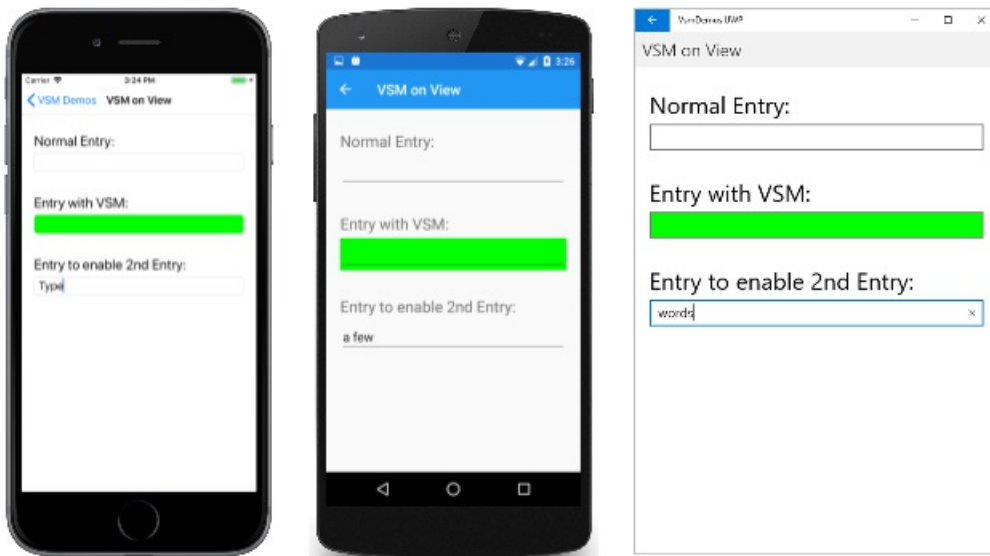 Carrier 3:24 PM
VSM Demos VSM on View
Normal Entry:
Entry with VSM:
Entry to enable 2nd Entry:
Type
3:26
VSM on View
Normal Entry:
Entry with VSM:
Entry to enable 2nd Entry:
a few
VsmDemos.UWP
VSM on View
Normal Entry:
Entry with VSM:
Entry to enable 2nd Entry:
words